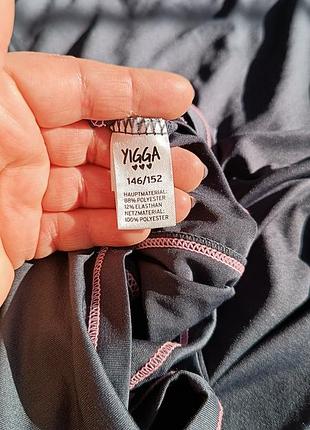 YIGGA
146/152
HAUPTMATERIAL:
88% POLYESTER
12% ELASTHAN
NETZMATERIAL:
100% POLYESTER